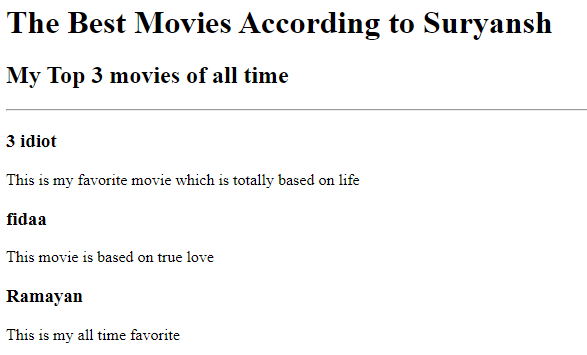 The Best Movies According to Suryansh
My Top 3 movies of all time
3 idiot
This is my favorite movie which is totally based on life
fidaa
This movie is based on true love
Ramayan
This is my all time favorite